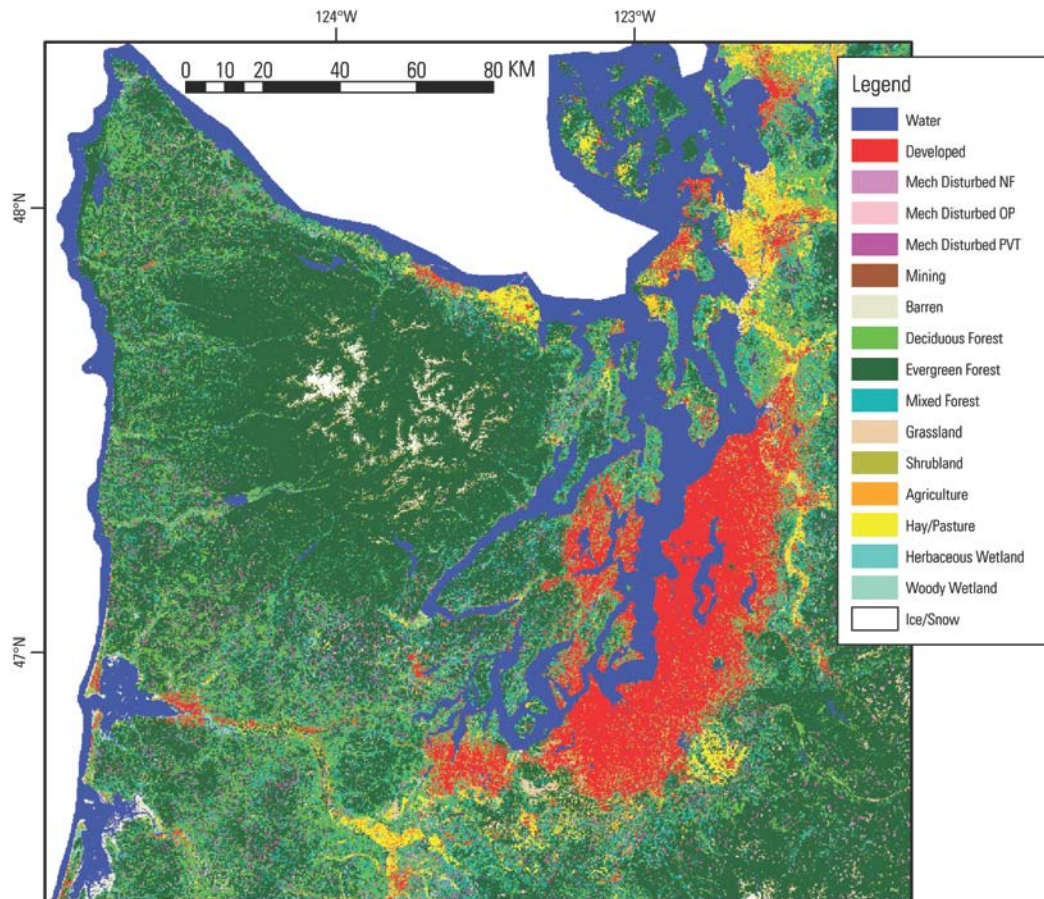 124°W
123°W
0 10 20 40 60 80 KM
48°N
47°N
Legend
Water
Developed
Mech Disturbed NF
Mech Disturbed OP
Mech Disturbed PVT
Mining
Barren
Deciduous Forest
Evergreen Forest
Mixed Forest
Grassland
Shrubland
Agriculture
Hay/Pasture
Herbaceous Wetland
Woody Wetland
Ice/Snow